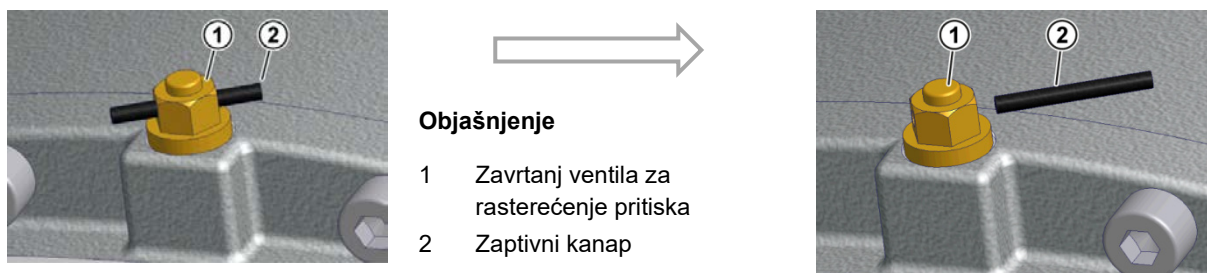 1 2
1 2
Objašnjenje
1 Zavrtanj ventila za
rasterećenje pritiska
2 Zaptivni kanap